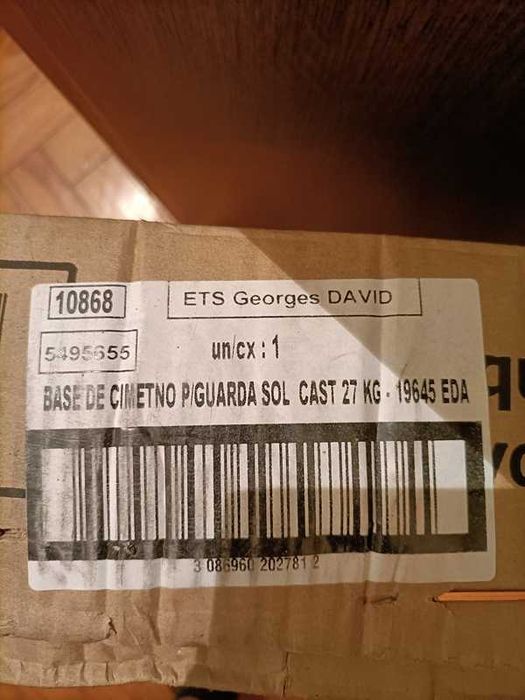 10868
ETS Georges DAVID
5495655
un/cx : 1
BASE DE CIMETNO P/GUARDA SOL CAST 27 KG - 19645 EDA
3 086960 202781 2